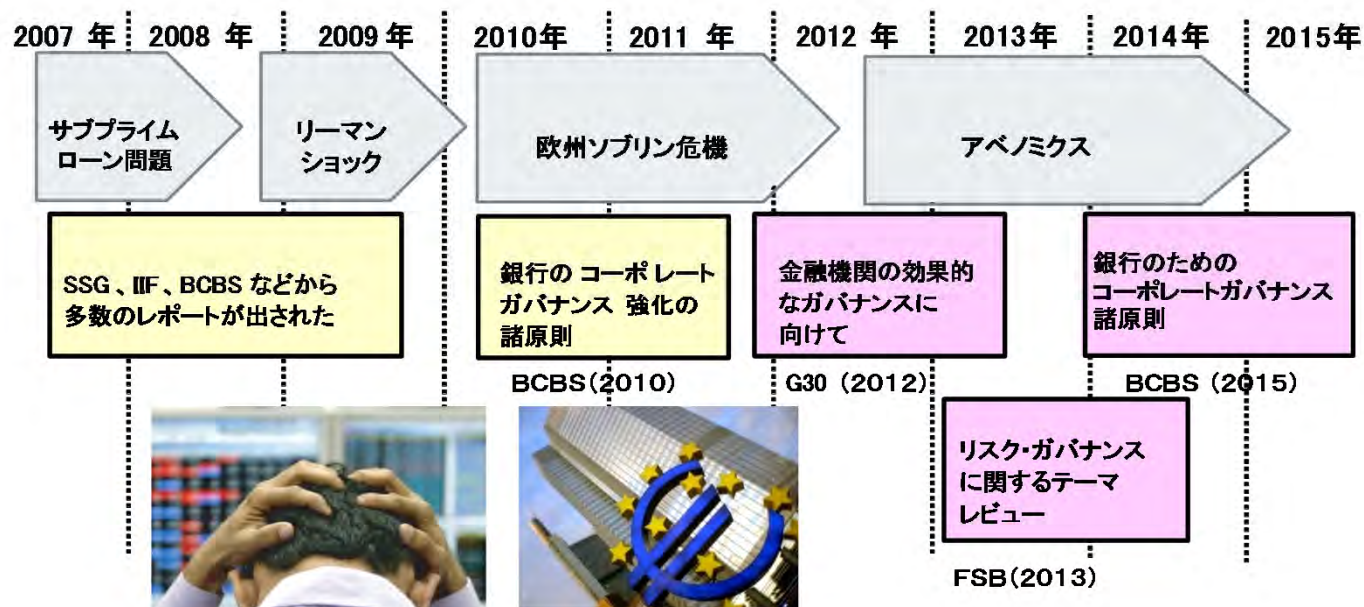 2007 年 2008 年 2009 年 2010年 2011 年 2012 年 2013年 2014年 2015年
サブプライム
ローン問題
リーマン
ショック
欧州ソブリン危機
アベノミクス
SSG、IIF、BCBS などから
多数のレポートが出された
銀行の コーポレート
ガバナンス 強化の
諸原則
BCBS(2010)
金融機関の効果的
なガバナンスに
向けて
G30 (2012)
銀行のための
コーポレートガバナンス
諸原則
BCBS (2015)
リスク・ガバナンス
に関するテーマ
レビュー
FSB(2013)